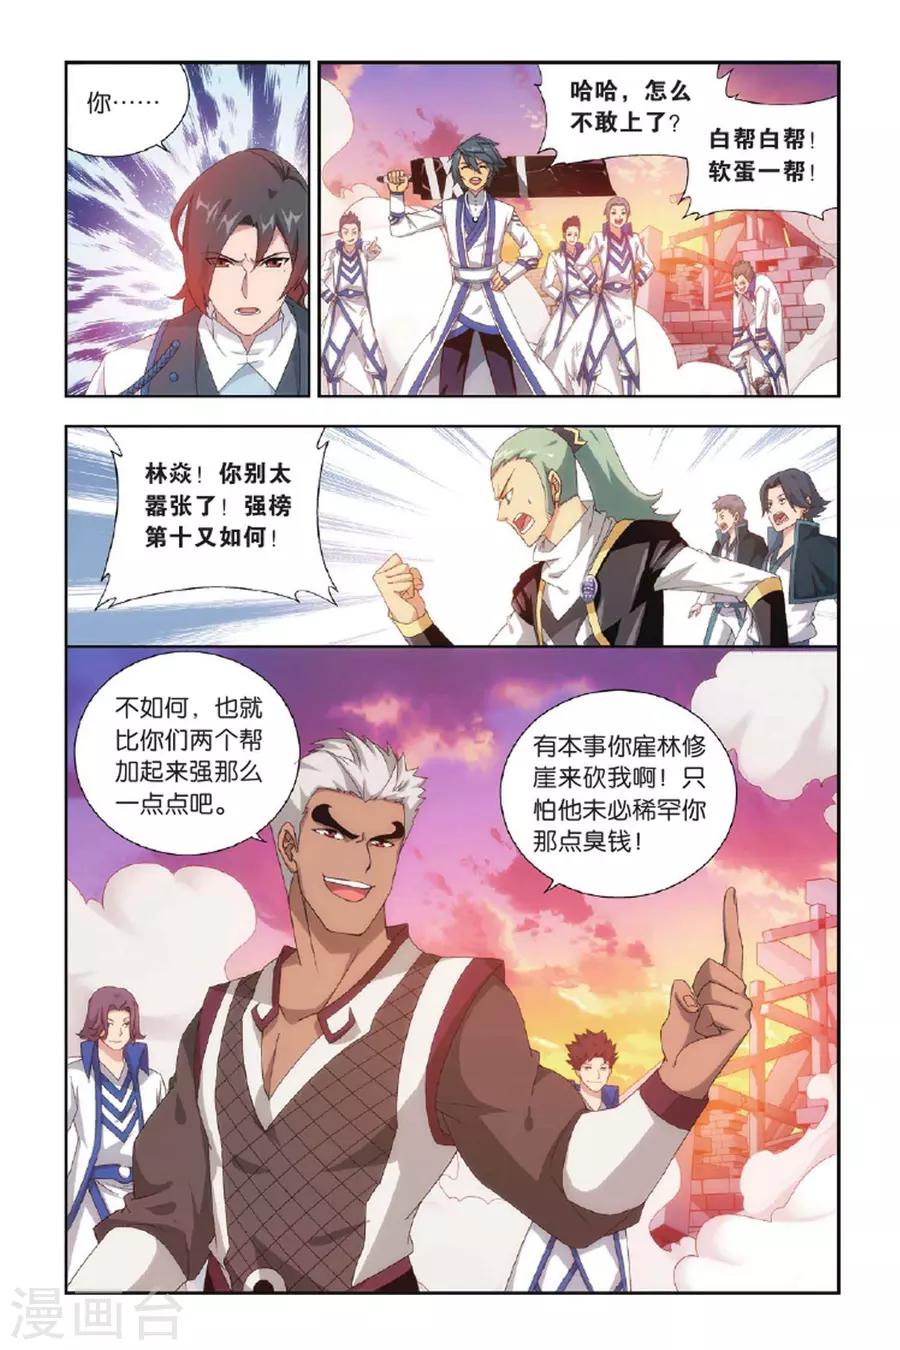 你……
哈哈，怎么
不敢上了？
白帮白帮！
软蛋一帮！
林焱！你别太
嚣张了！强榜
第十又如何！
不如何，也就
比你们两个帮
加起来强那么
一点点吧。
有本事你雇林修
崖来砍我啊！只
怕他未必稀罕你
那点臭钱！
漫画台